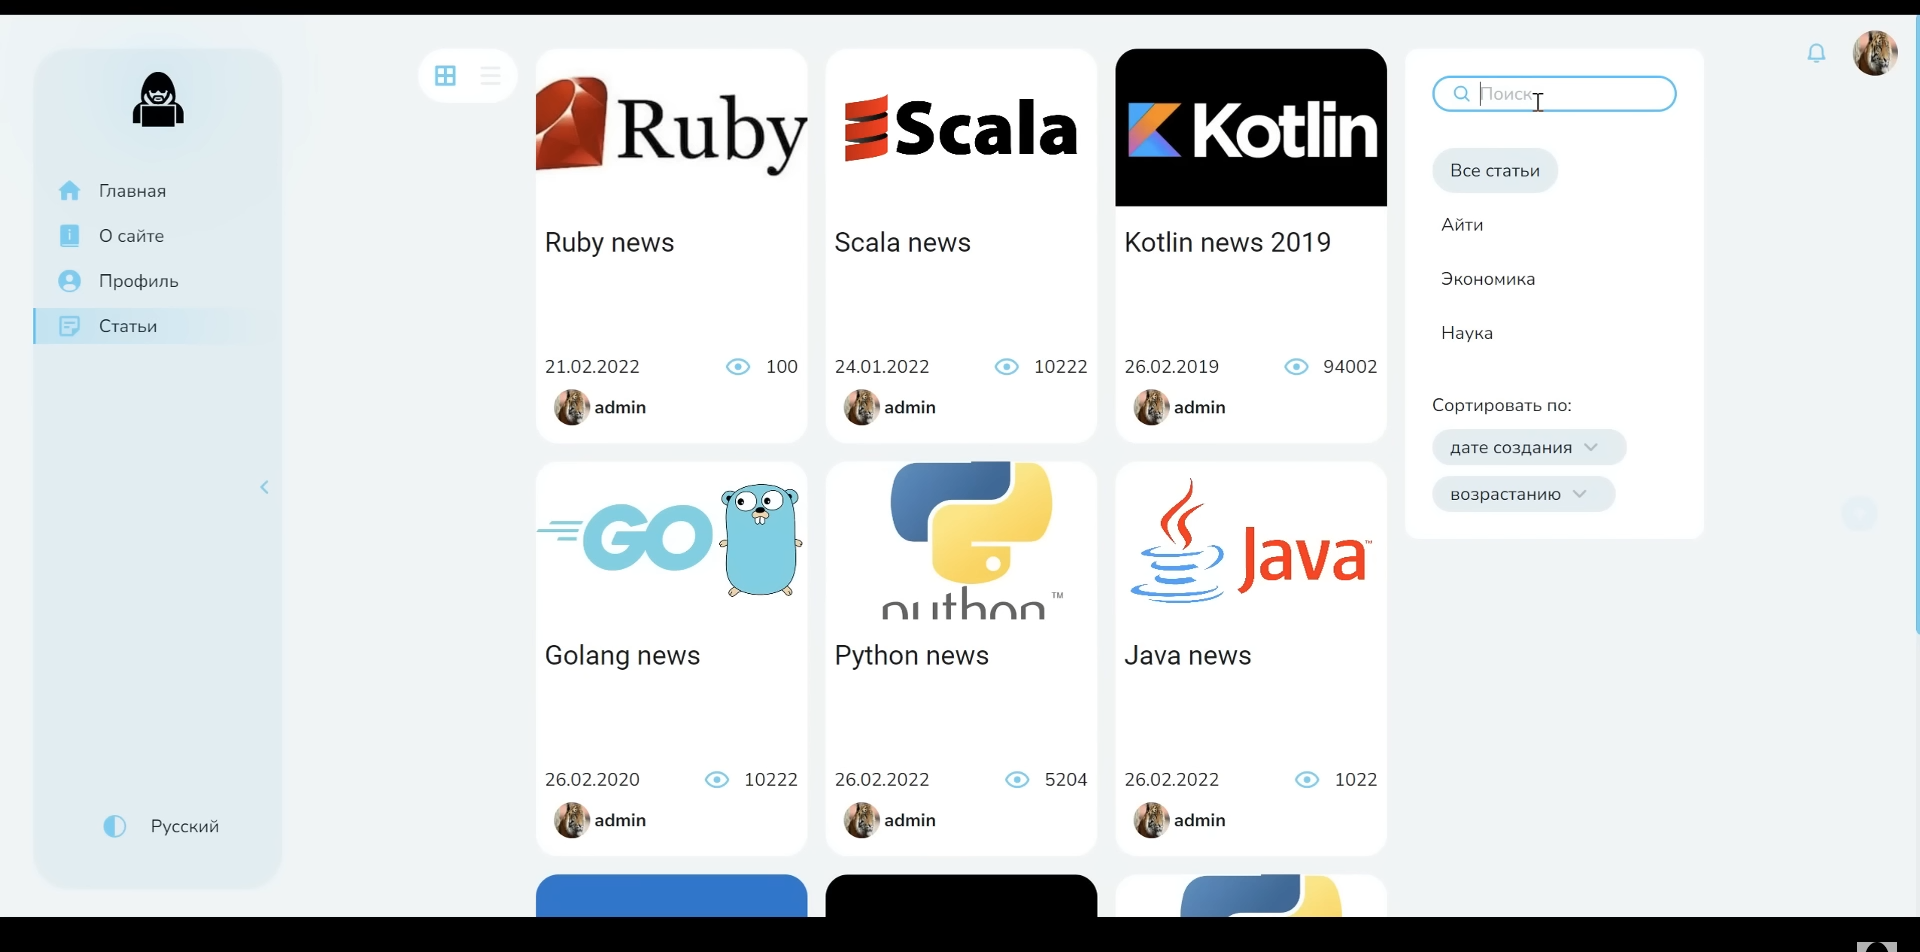 Главная
О сайте
Профиль
Статьи
Русский
Ruby
Ruby news
21.02.2022 100
admin
Scala
Scala news
24.01.2022 10222
admin
Kotlin
Kotlin news 2019
26.02.2019 94002
admin
GO
Golang news
26.02.2020 10222
admin
python™
Python news
26.02.2022 5204
admin
Java™
Java news
26.02.2022 1022
admin
Поиск
Все статьи
Айти
Экономика
Наука
Сортировать по:
дате создания
возрастанию